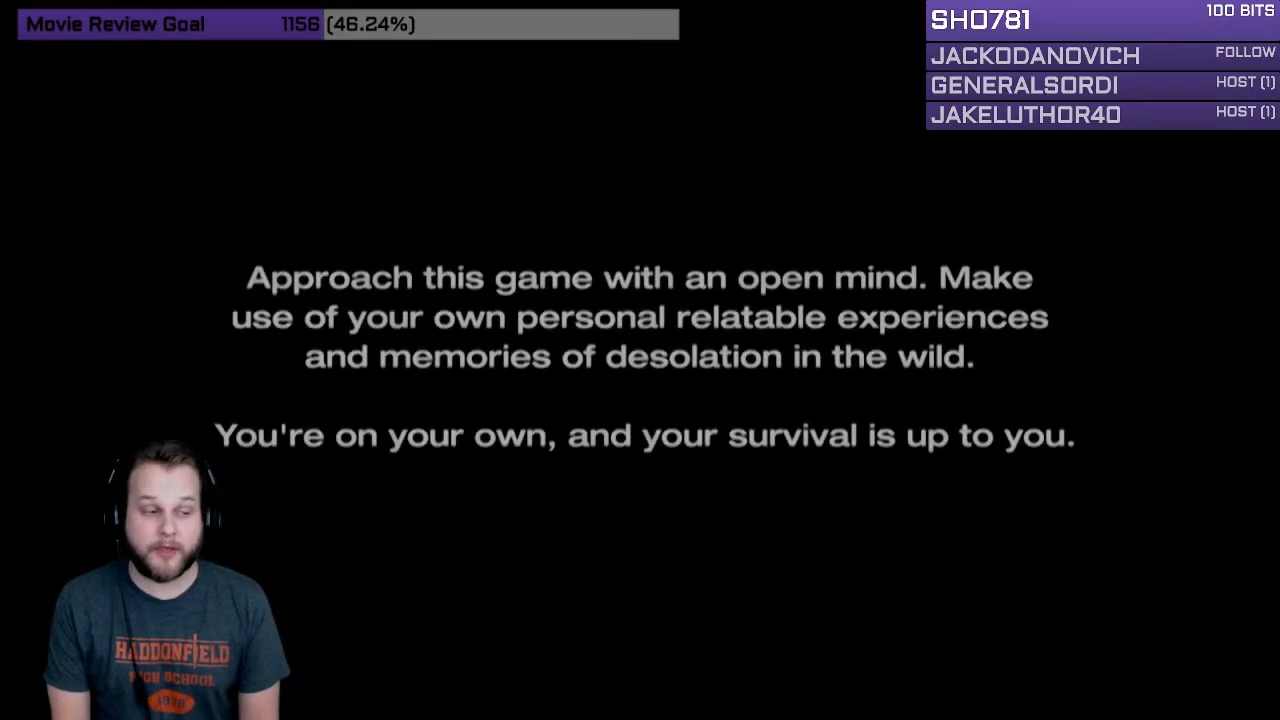 Movie Review Goal 1156 (46.24%)
SHO781 100 BITS
JACKODANOVICH FOLLOW
GENERALSORDI HOST (1)
JAKELUTHOR40 HOST (1)
Approach this game with an open mind. Make
use of your own personal relatable experiences
and memories of desolation in the wild.
You're on your own, and your survival is up to you.
HADDONFIELD
HIGH SCHOOL
1978